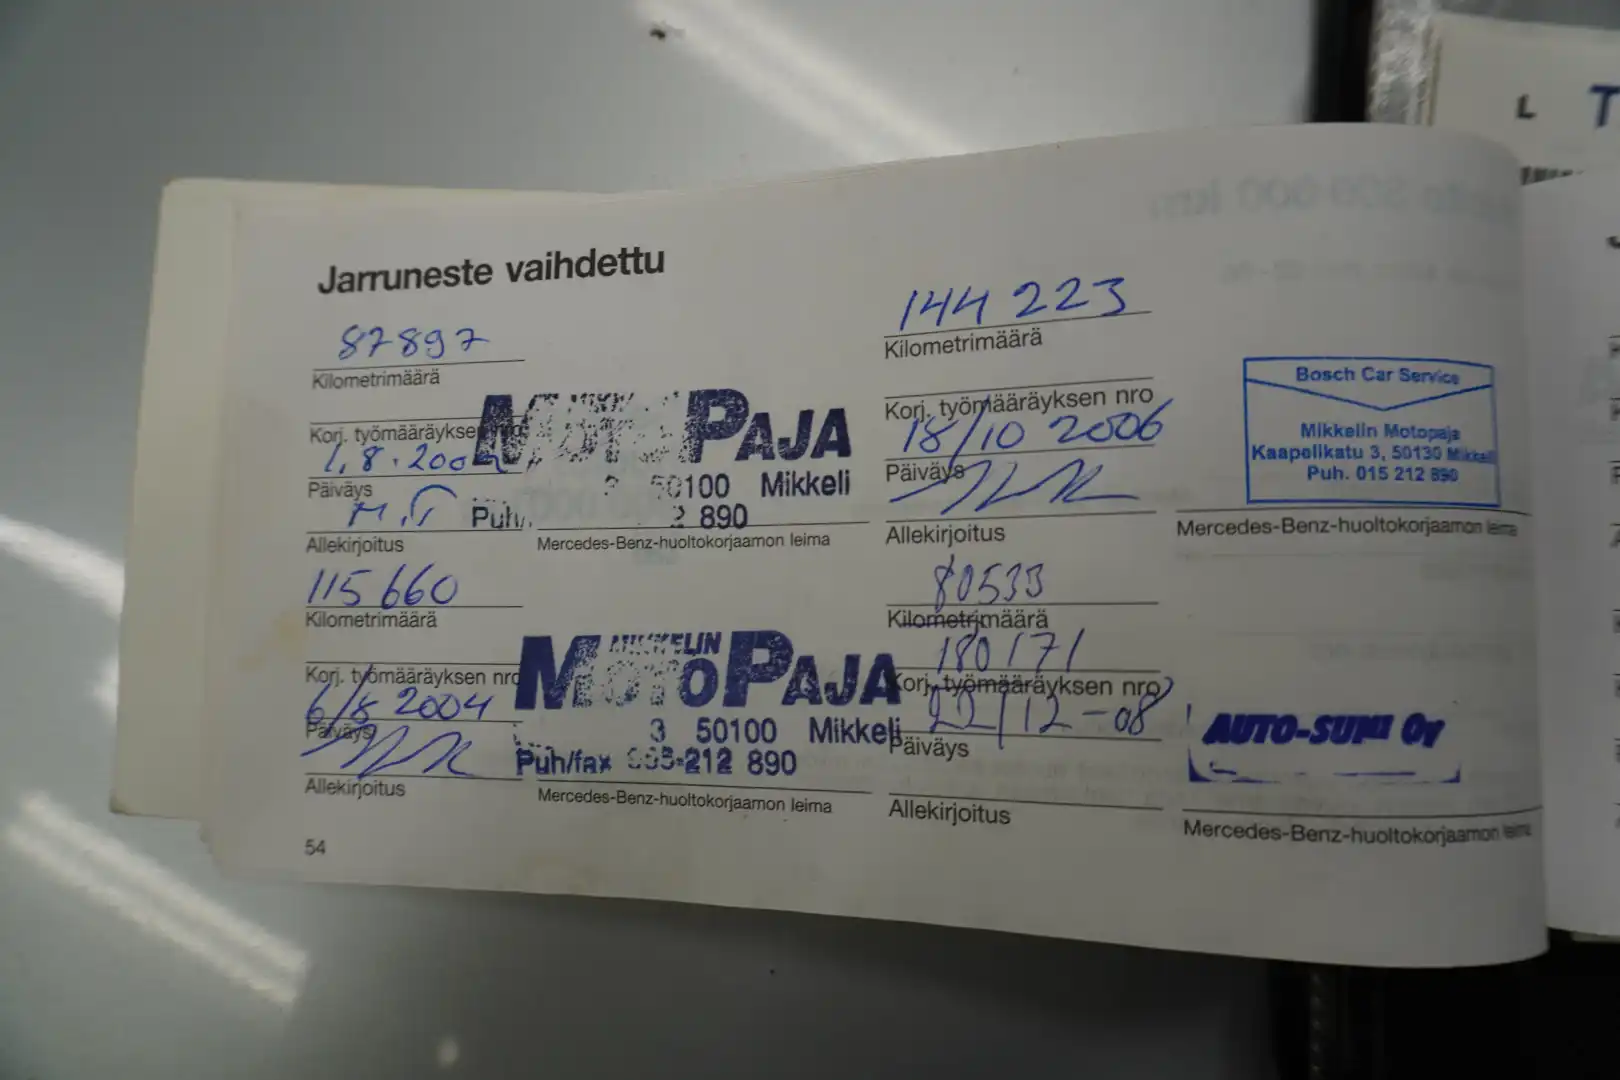 Jarruneste vaihdettu
87897
Kilometrimäärä
Korj. työmääräyksen
1.8.200
Päiväys
Allekirjoitus
MOTOPAJA
3 50100 Mikkeli
Puh/ 2 890
Mercedes-Benz-huoltokorjaamon leima
115 660
Kilometrimäärä
Korj. työmääräyksen nro
6/8 2004
Päiväys
Allekirjoitus
MIKKELIN
MOTOPAJA
3 50100 Mikkeli
Puh/fax 212 890
Mercedes-Benz-huoltokorjaamon leima
144 223
Kilometrimäärä
Korj. työmääräyksen nro
18/10 2006
Päiväys
Allekirjoitus
Bosch Car Service
Mikkelin Motopaja
Kaapelikatu 3, 50130 Mikkeli
Puh. 015 212 890
Mercedes-Benz-huoltokorjaamon leima
80533
Kilometrimäärä
180171
Korj. työmääräyksen nro
22/12-08
Päiväys
Allekirjoitus
AUTO-SUMI Oy
Mercedes-Benz-huoltokorjaamon leima
54
L T